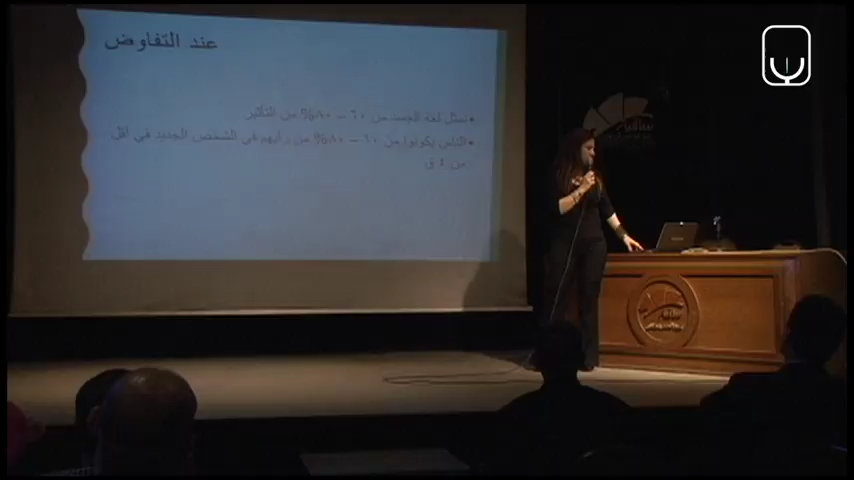 عند التفاوض
• تمثل لغة الجسد من ٦٠ – ٨٠% من التأثير
• الناس يكونوا من ٦٠ – ٨٠% من رأيهم في الشخص الجديد في أقل
من ٤ ق